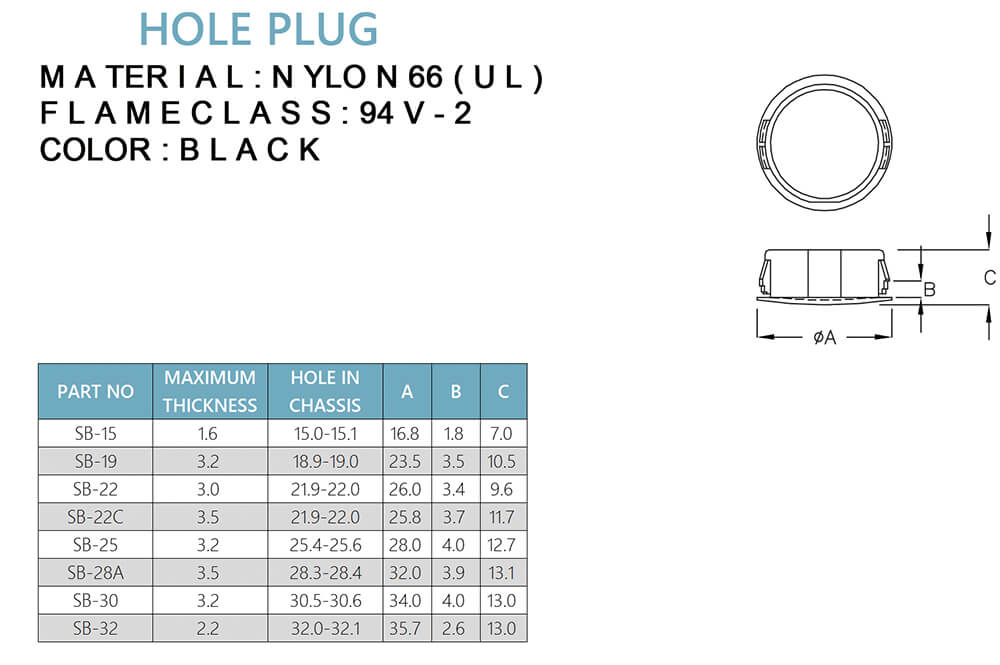 HOLE PLUG
MATERIAL:NYLON66(UL)
FLAMECLASS:94V-2
COLOR:BLACK
C
B
øA
PART NO MAXIMUM THICKNESS HOLE IN CHASSIS A B C
SB-15 1.6 15.0-15.1 16.8 1.8 7.0
SB-19 3.2 18.9-19.0 23.5 3.5 10.5
SB-22 3.0 21.9-22.0 26.0 3.4 9.6
SB-22C 3.5 21.9-22.0 25.8 3.7 11.7
SB-25 3.2 25.4-25.6 28.0 4.0 12.7
SB-28A 3.5 28.3-28.4 32.0 3.9 13.1
SB-30 3.2 30.5-30.6 34.0 4.0 13.0
SB-32 2.2 32.0-32.1 35.7 2.6 13.0